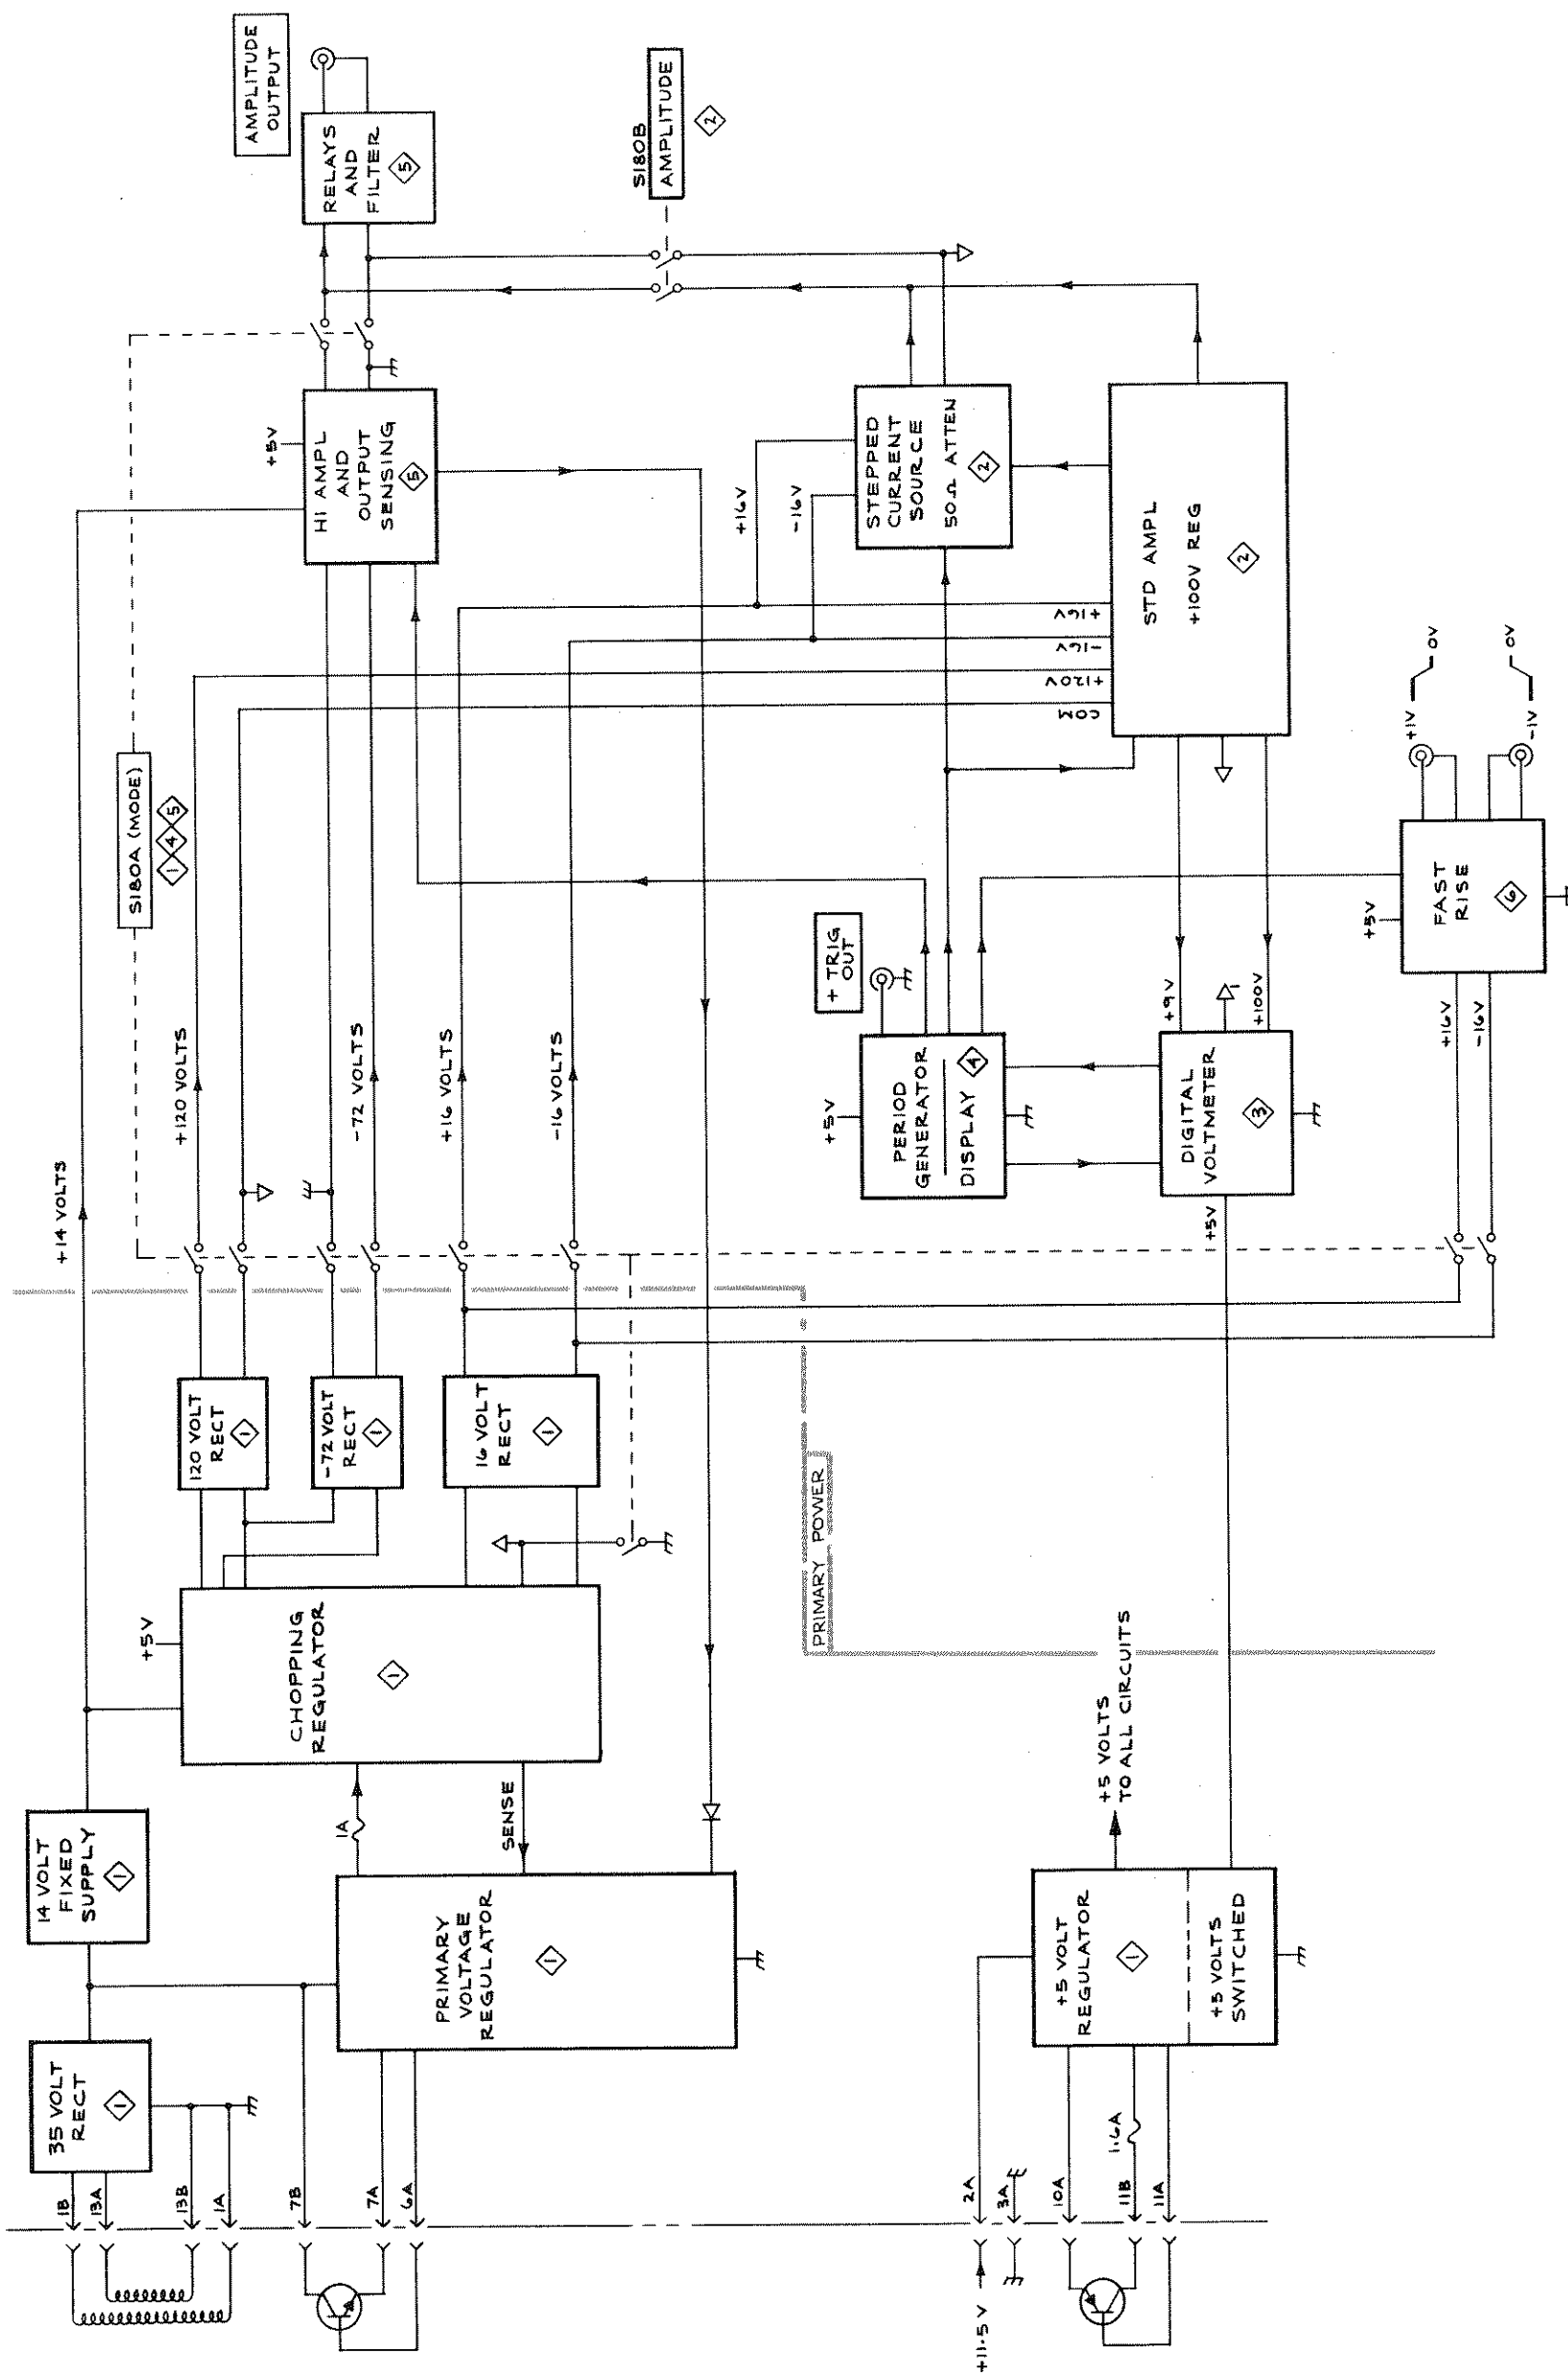 35 VOLT
RECT
1
1B
13A
13B
1A
7B
7A
6A
14 VOLT
FIXED
SUPPLY
1
PRIMARY
VOLTAGE
REGULATOR
1
1A
SENSE
+5V
CHOPPING
REGULATOR
1
120 VOLT
RECT
1
-72 VOLT
RECT
1
16 VOLT
RECT
1
PRIMARY POWER
+14 VOLTS
+120 VOLTS
-72 VOLTS
+16 VOLTS
-16 VOLTS
S180A (MODE)
1 4 5
+5V
HI AMPL
AND
OUTPUT
SENSING
5
RELAYS
AND
FILTER
5
AMPLITUDE
OUTPUT
S180B
AMPLITUDE
2
+16V
-16V
STEPPED
CURRENT
SOURCE
50Ω ATTEN
2
+16V
-16V
+120V
COM
STD AMPL
+100V REG
2
+ TRIG
OUT
+5V
PERIOD
GENERATOR
DISPLAY
4
+9V
1
+100V
DIGITAL
VOLTMETER
3
+5V
+5V
FAST
RISE
6
+16V
-16V
+1V
0V
-1V
0V
+11.5V
2A
3A
10A
1.6A
11B
11A
+5 VOLT
REGULATOR
1
+5 VOLTS
SWITCHED
+5 VOLTS
TO ALL CIRCUITS